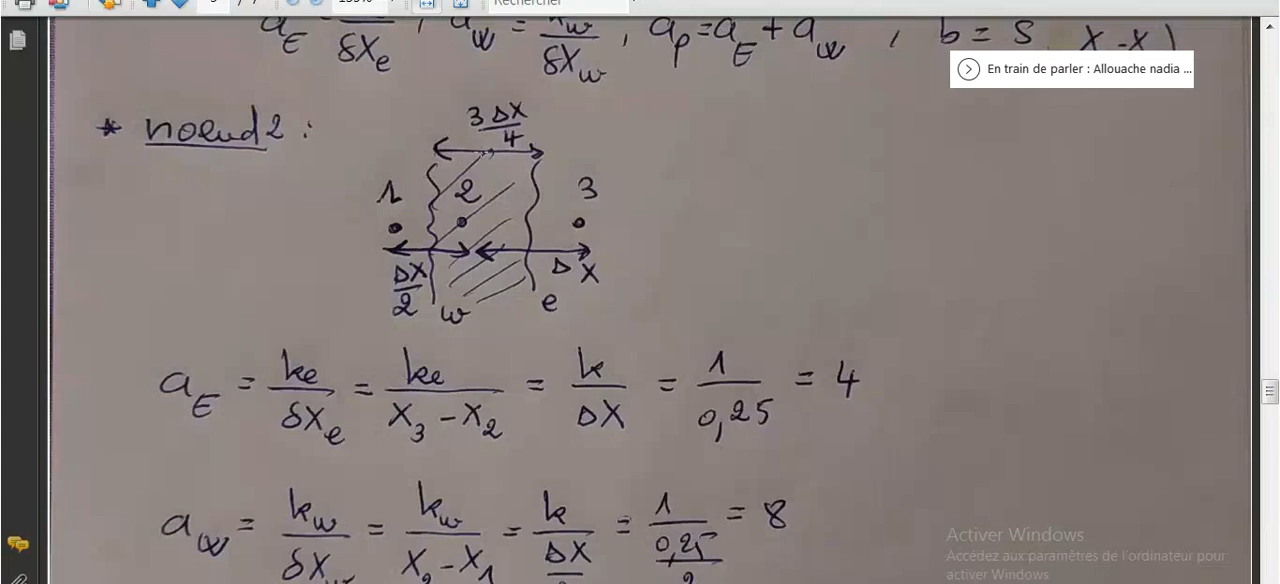 Rechercher
a_E = / δX_e , a_W = k_w / δX_w , a_P = a_E + a_W , b = S X - X
En train de parler : Allouache nadia ...
* noeud 2 :
3ΔX/4
1 2 3
ΔX/2 ΔX
w e
a_E = ke / δX_e = ke / X_3 - X_2 = k / ΔX = 1 / 0,25 = 4
a_W = k_w / δX_w = k_w / X_2 - X_1 = k / ΔX/2 = 1 / 0,25/2 = 8
Activer Windows
Accédez aux paramètres de l'ordinateur pour
activer Windows